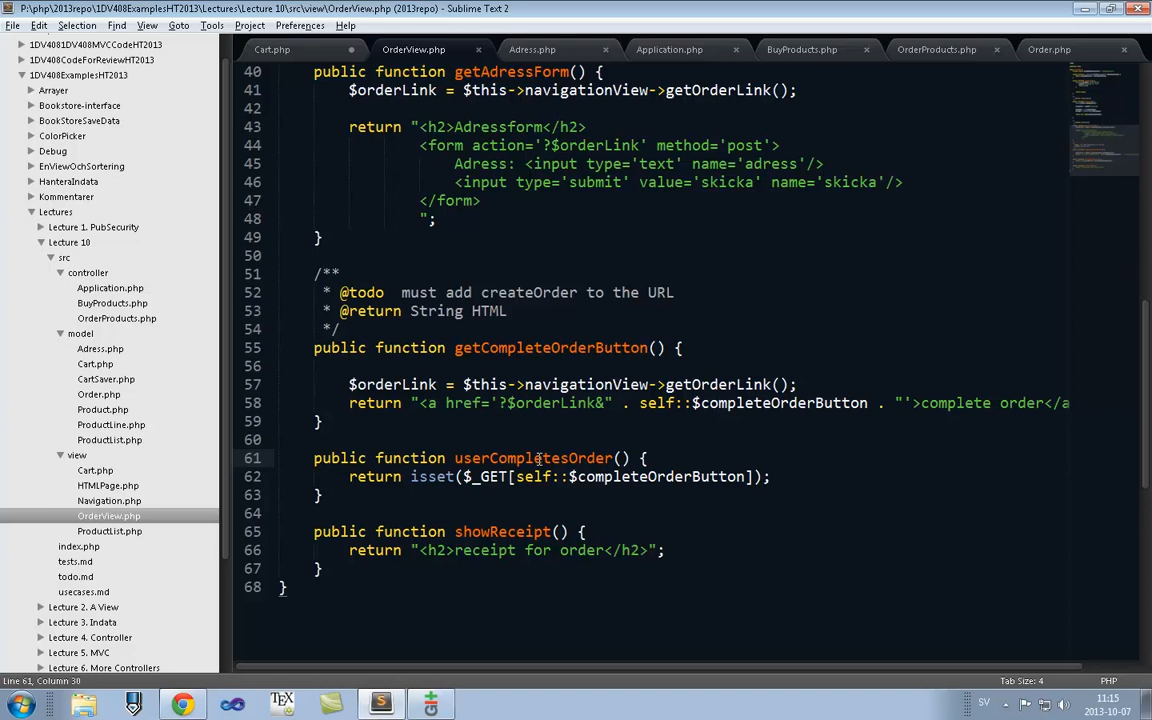 P:\php\2013repo\1DV408ExamplesHT2013\Lectures\Lecture 10\src\view\OrderView.php (2013repo) - Sublime Text 2
File Edit Selection Find View Goto Tools Project Preferences Help
1DV4081DV408MVCCodeHT2013
1DV408CodeForReviewHT2013
1DV408ExamplesHT2013
Arrayer
Bookstore-interface
BookStoreSaveData
ColorPicker
Debug
EnViewOchSortering
HanteraIndata
Kommentarer
Lectures
Lecture 1. PubSecurity
Lecture 10
src
controller
Application.php
BuyProducts.php
OrderProducts.php
model
Adress.php
Cart.php
CartSaver.php
Order.php
Product.php
ProductLine.php
ProductList.php
view
Cart.php
HTMLPage.php
Navigation.php
OrderView.php
ProductList.php
index.php
tests.md
todo.md
usecases.md
Lecture 2. A View
Lecture 3. Indata
Lecture 4. Controller
Lecture 5. MVC
Lecture 6. More Controllers
Cart.php OrderView.php Adress.php Application.php BuyProducts.php OrderProducts.php Order.php
40 public function getAdressForm() {
41 $orderLink = $this->navigationView->getOrderLink();
42
43 return "<h2>Adressform</h2>
44 <form action='?$orderLink' method='post'>
45 Adress: <input type='text' name='adress'/>
46 <input type='submit' value='skicka' name='skicka'/>
47 </form>
48 ";
49 }
50
51 /**
52 * @todo  must add createOrder to the URL
53 * @return String HTML
54 */
55 public function getCompleteOrderButton() {
56
57 $orderLink = $this->navigationView->getOrderLink();
58 return "<a href='?$orderLink&" . self::$completeOrderButton . "'>complete order</a
59 }
60
61 public function userCompletesOrder() {
62 return isset($_GET[self::$completeOrderButton]);
63 }
64
65 public function showReceipt() {
66 return "<h2>receipt for order</h2>";
67 }
68 }
Line 61, Column 30 Tab Size: 4 PHP
SV 11:15
2013-10-07